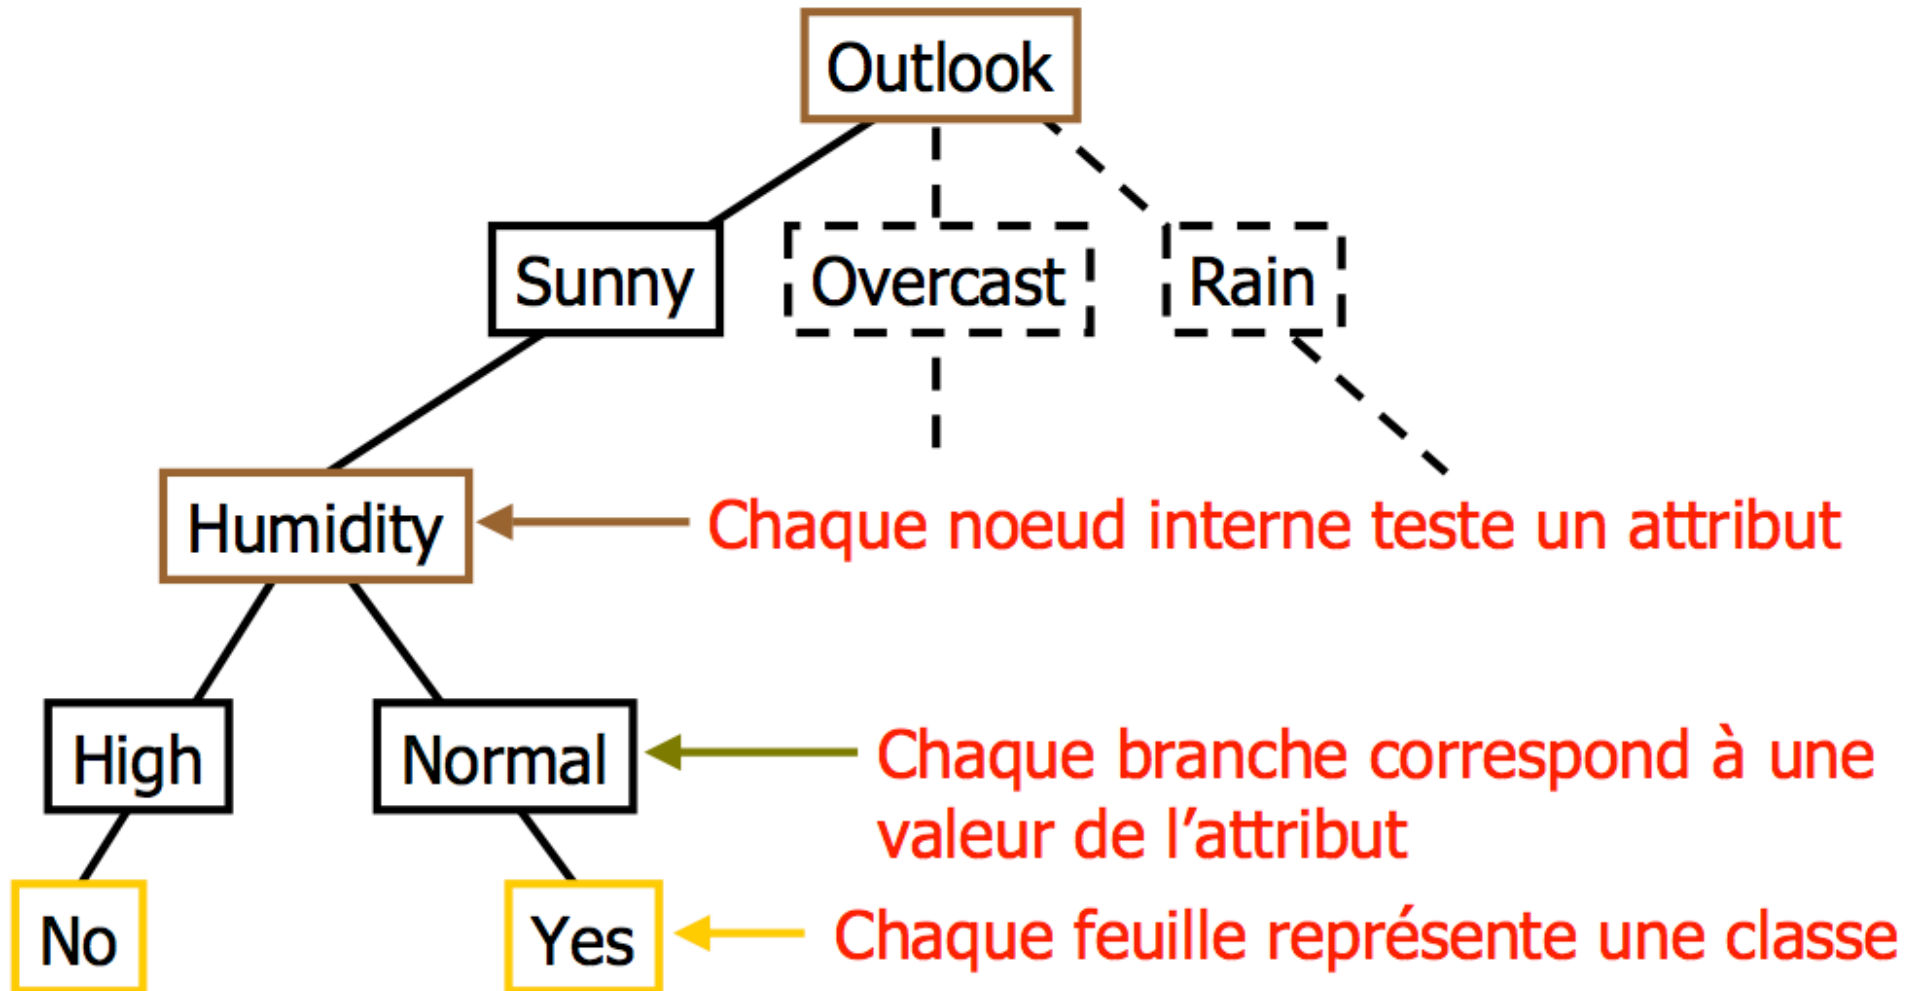 Outlook
Sunny
Overcast
Rain
Humidity
Chaque noeud interne teste un attribut
High
Normal
Chaque branche correspond à une
valeur de l’attribut
No
Yes
Chaque feuille représente une classe